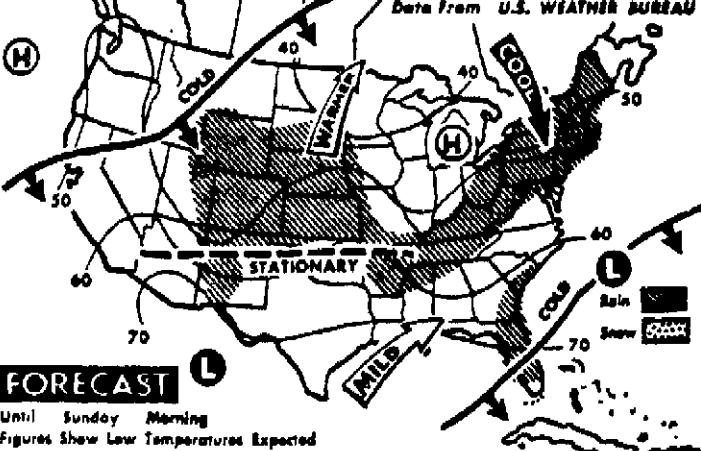 Data From U.S. WEATHER BUREAU
H
40
COLD
WARMER
40
COOL
50
H
50
60
STATIONARY
60
L
COLD
Rain
Snow
70
70
MILD
L
FORECAST
Until Sunday Morning
Figures Show Low Temperatures Expected